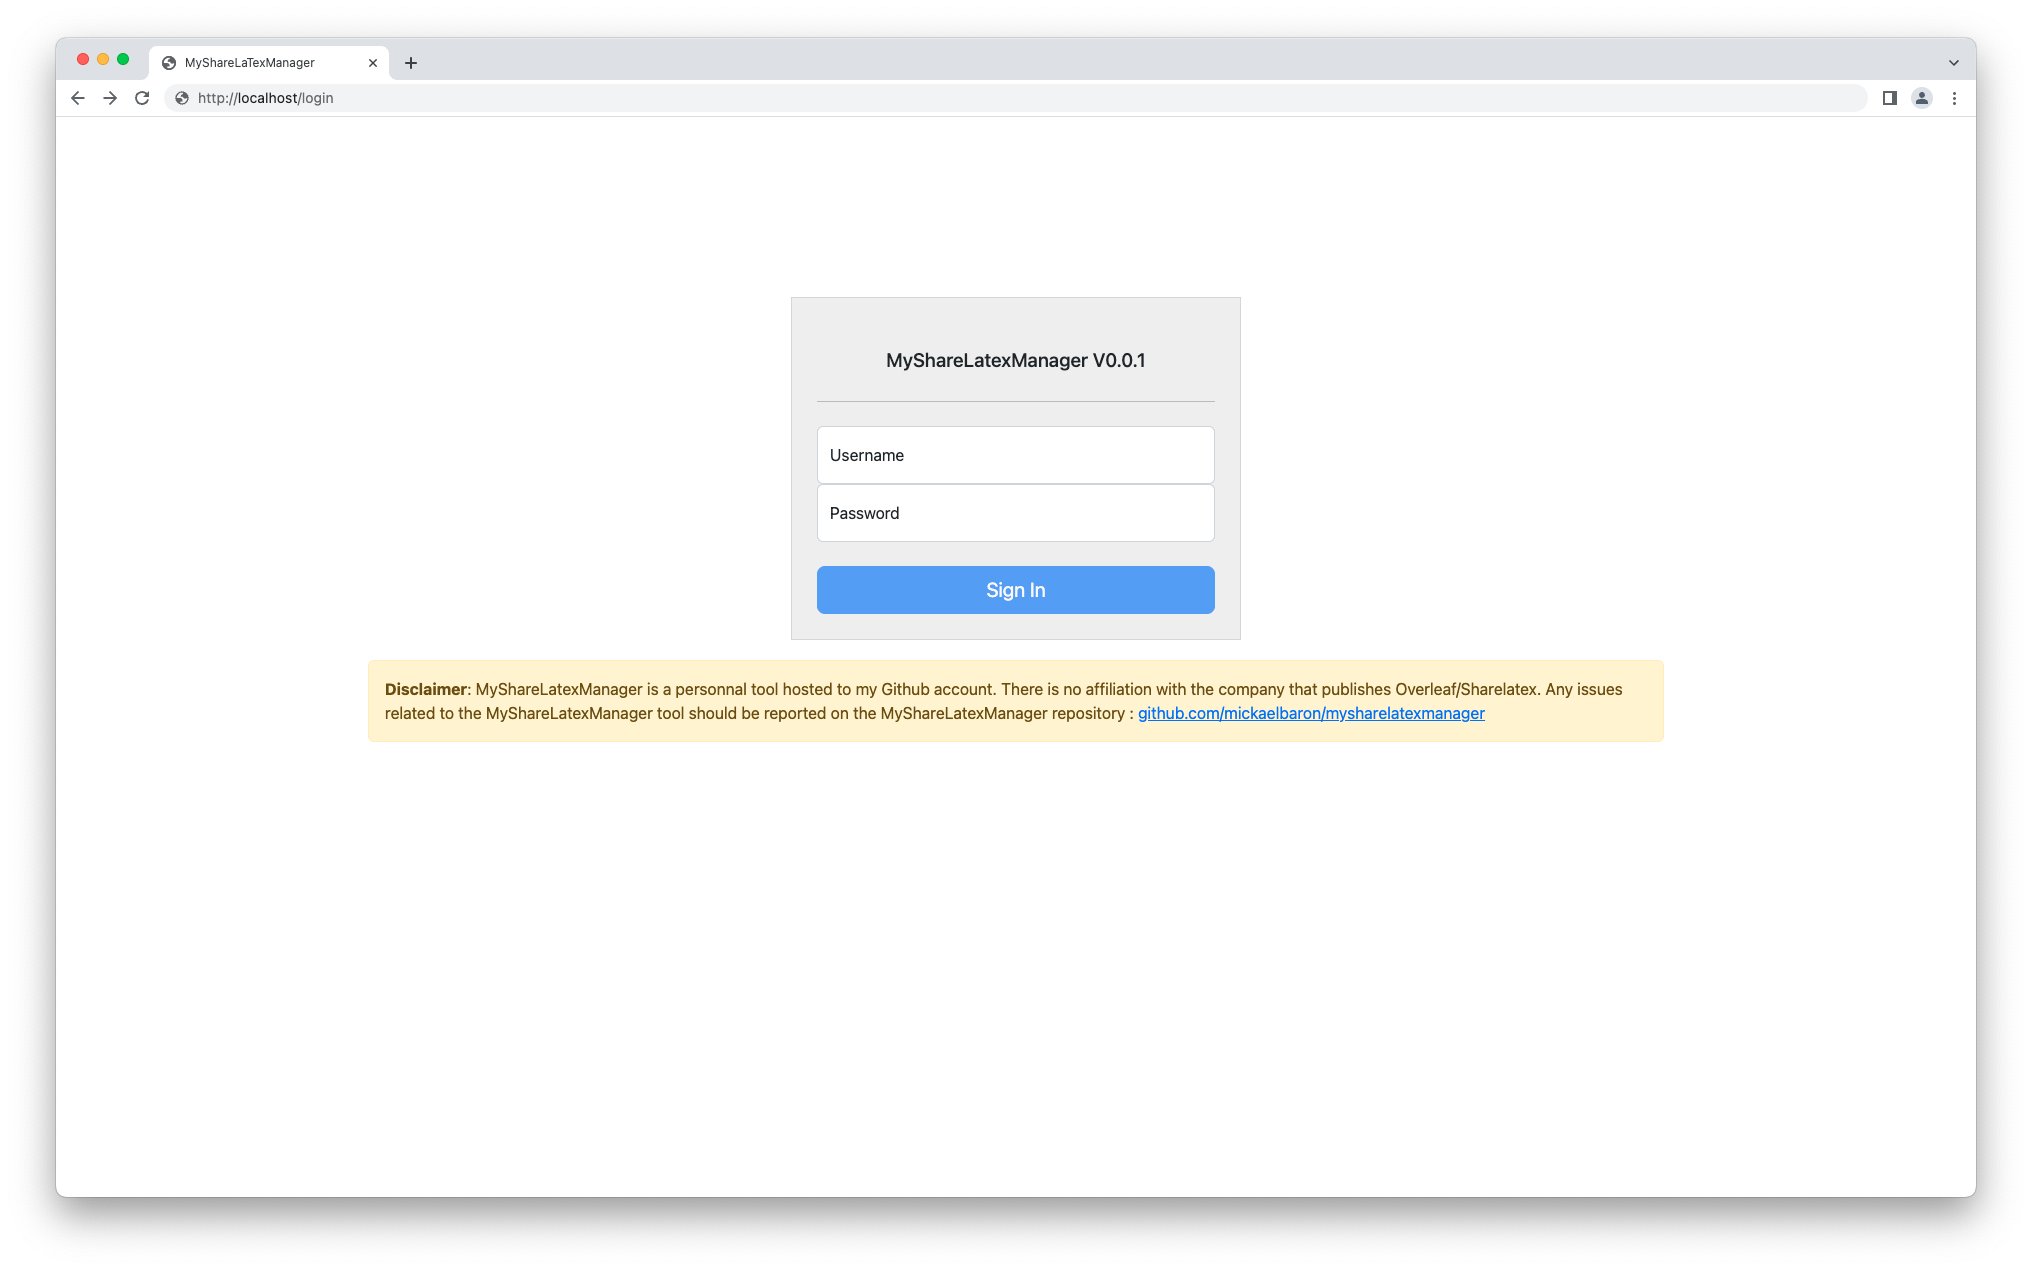 MyShareLaTexManager
http://localhost/login
MyShareLatexManager V0.0.1
Username
Password
Sign In
Disclaimer: MyShareLatexManager is a personnal tool hosted to my Github account. There is no affiliation with the company that publishes Overleaf/Sharelatex. Any issues
related to the MyShareLatexManager tool should be reported on the MyShareLatexManager repository : github.com/mickaelbaron/mysharelatexmanager